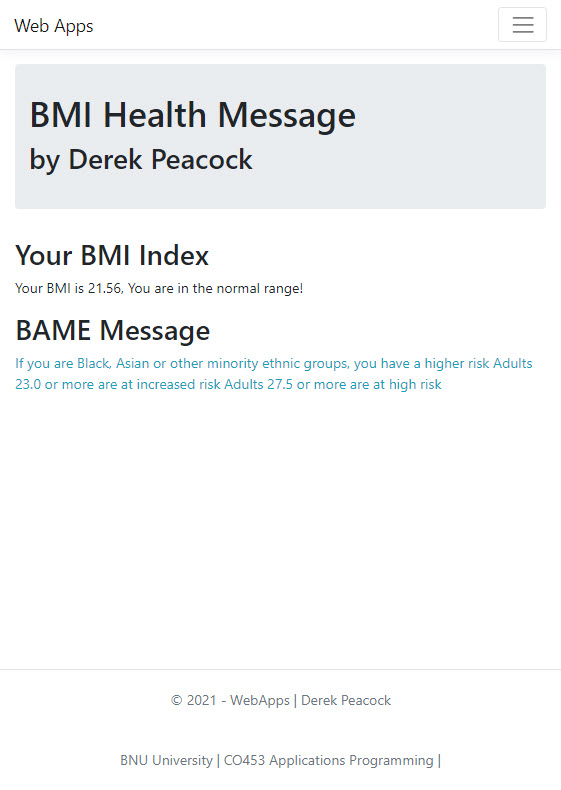 Web Apps
BMI Health Message
by Derek Peacock
Your BMI Index
Your BMI is 21.56, You are in the normal range!
BAME Message
If you are Black, Asian or other minority ethnic groups, you have a higher risk Adults
23.0 or more are at increased risk Adults 27.5 or more are at high risk
© 2021 - WebApps | Derek Peacock
BNU University | CO453 Applications Programming |